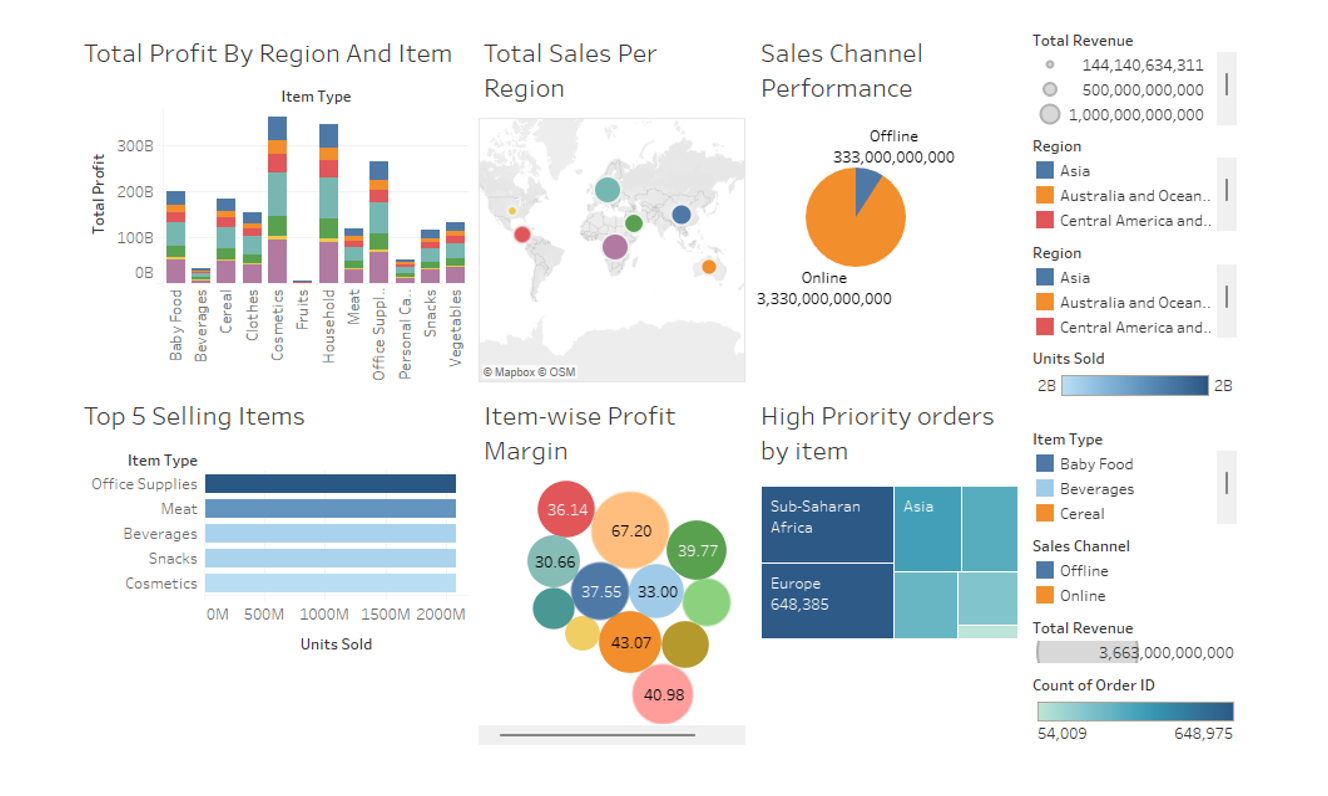 Total Profit By Region And Item
Item Type
Total Profit
300B
200B
100B
0B
Baby Food
Beverages
Cereal
Clothes
Cosmetics
Fruits
Household
Meat
Office Suppl..
Personal Ca..
Snacks
Vegetables
Total Sales Per
Region
© Mapbox © OSM
Sales Channel
Performance
Offline
333,000,000,000
Online
3,330,000,000,000
Total Revenue
144,140,634,311
500,000,000,000
1,000,000,000,000
Region
Asia
Australia and Ocean..
Central America and..
Region
Asia
Australia and Ocean..
Central America and..
Units Sold
2B 2B
Top 5 Selling Items
Item Type
Office Supplies
Meat
Beverages
Snacks
Cosmetics
0M 500M 1000M 1500M 2000M
Units Sold
Item-wise Profit
Margin
36.14
67.20
39.77
30.66
37.55
33.00
43.07
40.98
High Priority orders
by item
Sub-Saharan
Africa
Asia
Europe
648,385
Item Type
Baby Food
Beverages
Cereal
Sales Channel
Offline
Online
Total Revenue
3,663,000,000,000
Count of Order ID
54,009 648,975